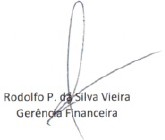 Rodolfo P. da Silva Vieira
Gerência Financeira